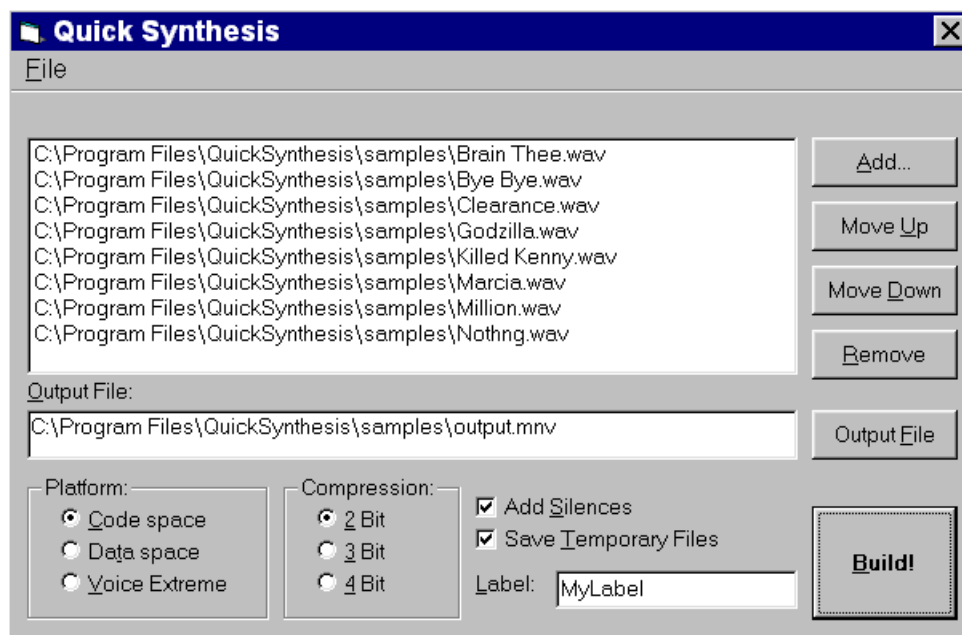 Quick Synthesis
File
C:\Program Files\QuickSynthesis\samples\Brain Thee.wav
C:\Program Files\QuickSynthesis\samples\Bye Bye.wav
C:\Program Files\QuickSynthesis\samples\Clearance.wav
C:\Program Files\QuickSynthesis\samples\Godzilla.wav
C:\Program Files\QuickSynthesis\samples\Killed Kenny.wav
C:\Program Files\QuickSynthesis\samples\Marcia.wav
C:\Program Files\QuickSynthesis\samples\Million.wav
C:\Program Files\QuickSynthesis\samples\Nothng.wav
Add...
Move Up
Move Down
Remove
Output File:
C:\Program Files\QuickSynthesis\samples\output.mnv
Output File
Platform:
Code space
Data space
Voice Extreme
Compression:
2 Bit
3 Bit
4 Bit
Add Silences
Save Temporary Files
Label: MyLabel
Build!